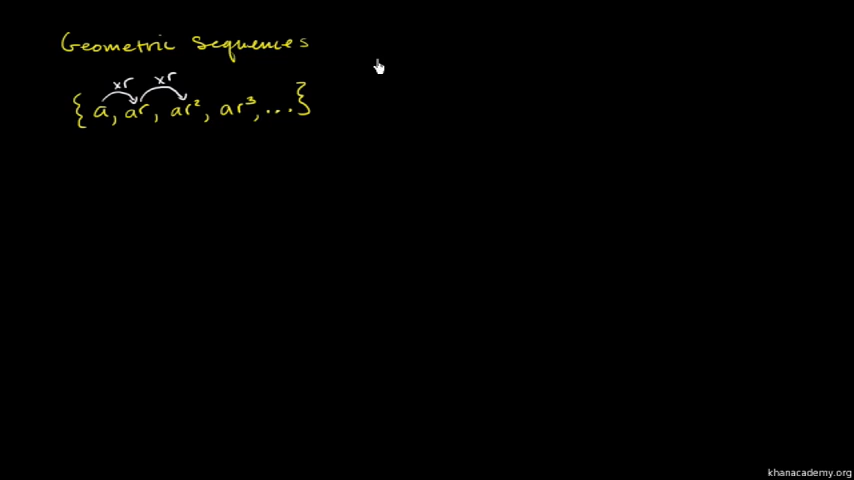 Geometric Sequences
xr xr
{a, ar, ar², ar³, ...}
khanacademy.org